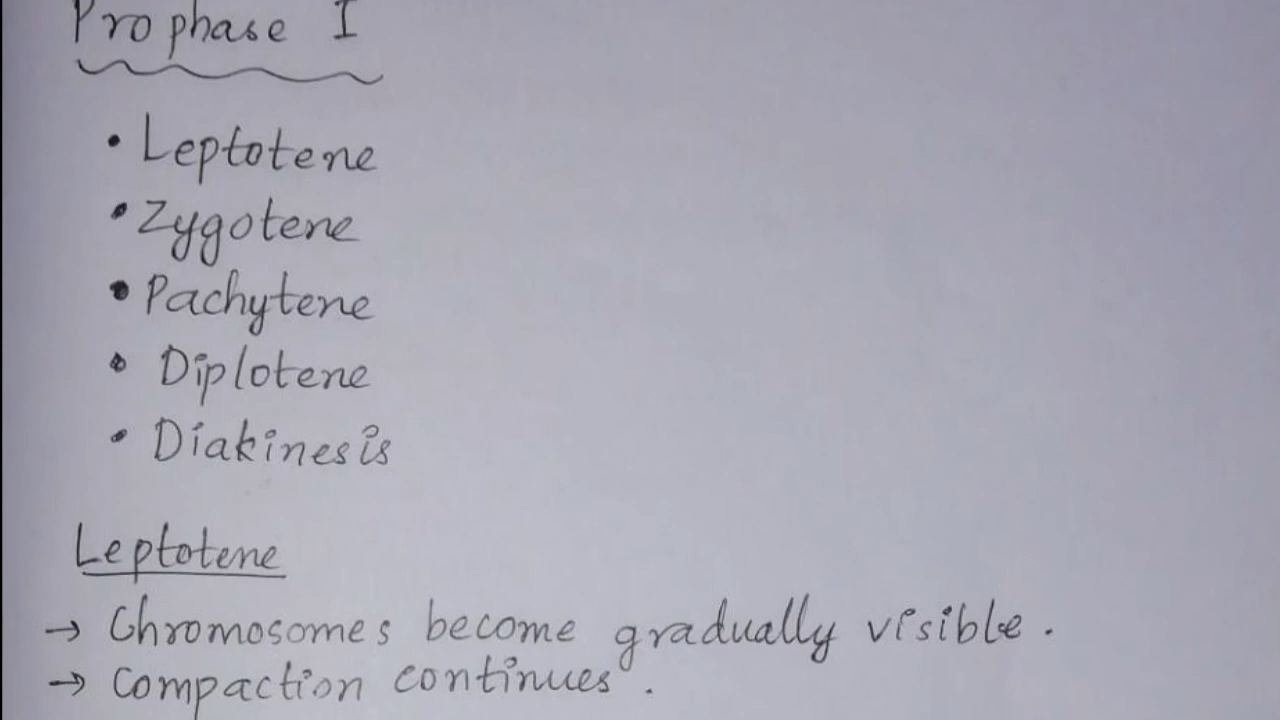 Prophase I
• Leptotene
• Zygotene
• Pachytene
• Diplotene
• Diakinesis
Leptotene
→ Chromosomes become gradually visible.
→ Compaction continues.